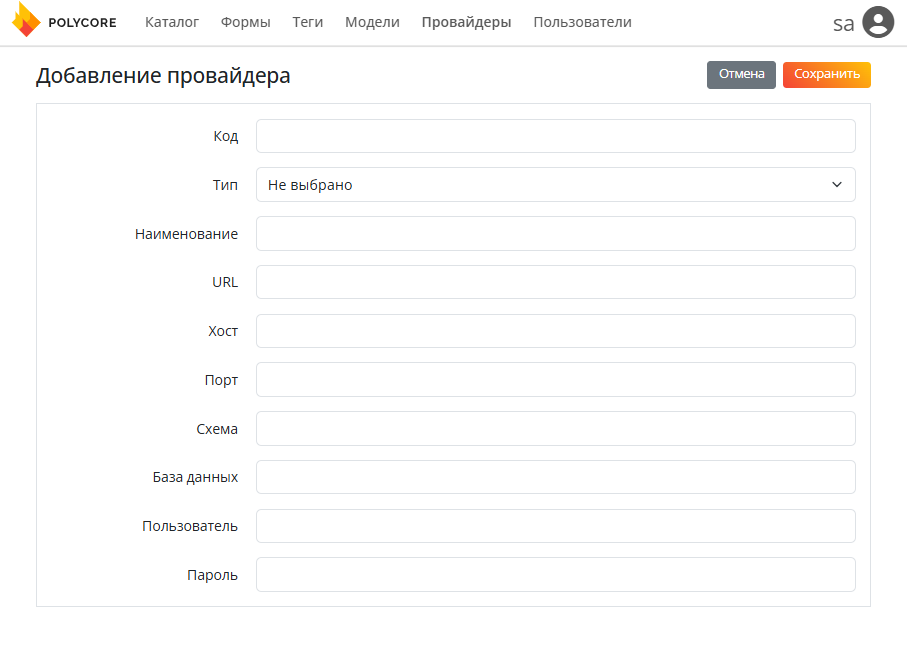 POLYCORE Каталог Формы Теги Модели Провайдеры Пользователи sa
Добавление провайдера Отмена Сохранить
Код
Тип Не выбрано
Наименование
URL
Хост
Порт
Схема
База данных
Пользователь
Пароль